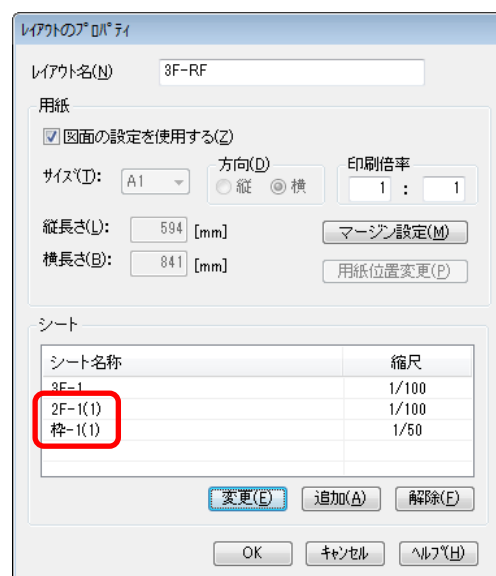 レイアウトのプロパティ
レイアウト名(N) 3F-RF
用紙
図面の設定を使用する(Z)
サイズ(T): A1 方向(D) 縦 横 印刷倍率 1 : 1
縦長さ(L): 594 [mm] マージン設定(M)
横長さ(B): 841 [mm] 用紙位置変更(P)
シート
シート名称 縮尺
3F-1 1/100
2F-1(1) 1/100
枠-1(1) 1/50
変更(E) 追加(A) 解除(F)
OK キャンセル ヘルプ(H)